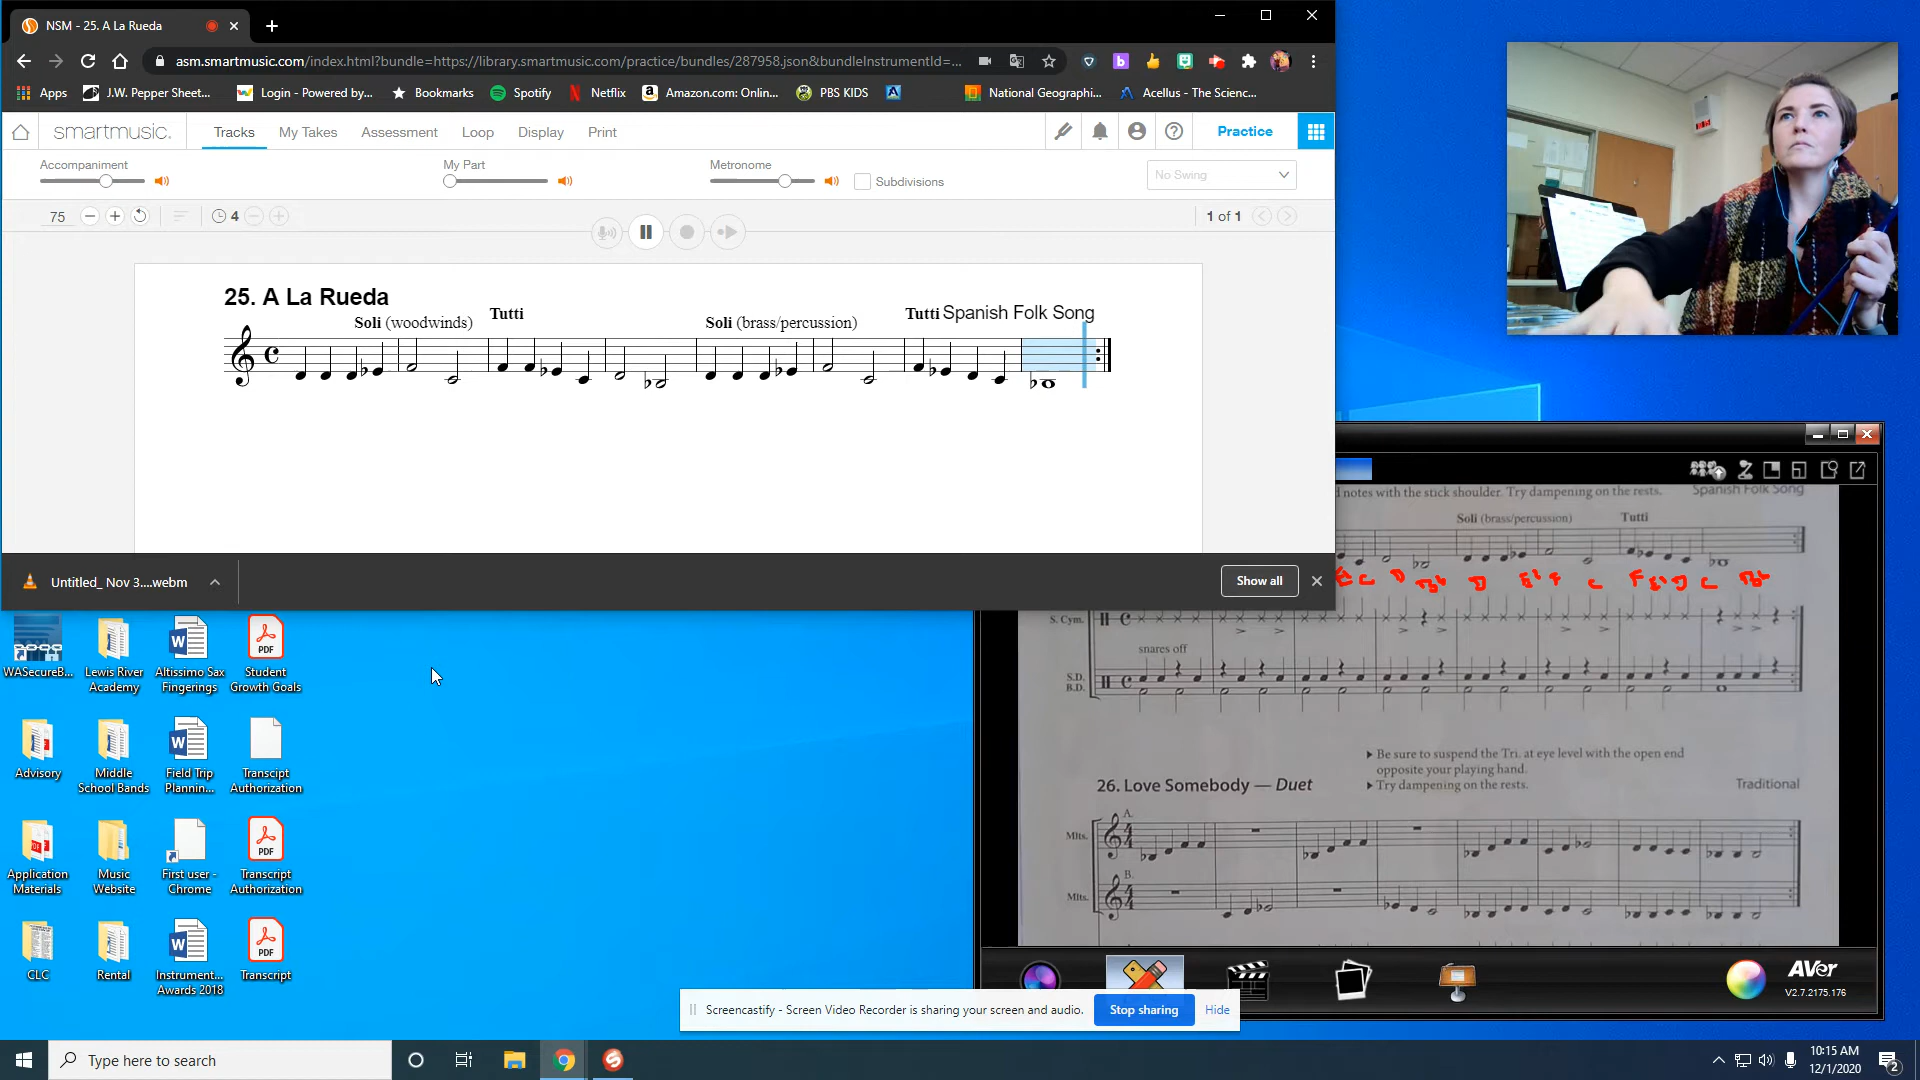 NSM - 25. A La Rueda
asm.smartmusic.com/index.html?bundle=https://library.smartmusic.com/practice/bundles/287958.json&bundleInstrumentId=...
Apps J.W. Pepper Sheet... Login - Powered by... Bookmarks Spotify Netflix Amazon.com: Onlin... PBS KIDS National Geographi... Acellus - The Scienc...
smartmusic. Tracks My Takes Assessment Loop Display Print Practice
Accompaniment My Part Metronome
Subdivisions No Swing
75 4 1 of 1
25. A La Rueda
Soli (woodwinds) Tutti Soli (brass/percussion) Tutti Spanish Folk Song
Untitled_ Nov 3....webm Show all
notes with the stick shoulder. Try dampening on the rests. Spanish Folk Song
Soli (brass/percussion) Tutti
E C D Bb D Eb F C F Eb D C Bb
S. Cym.
snares off
S.D.
B.D.
Be sure to suspend the Tri. at eye level with the open end
opposite your playing hand.
26. Love Somebody — Duet Traditional
Try dampening on the rests.
A.
Mlts.
B.
Mlts.
AVer
V2.7.2175.176
WASecureB... Lewis River Academy Altissimo Sax Fingerings Student Growth Goals
Advisory Middle School Bands Field Trip Plannin... Transcipt Authorization
Application Materials Music Website First user - Chrome Transcript Authorization
CLC Rental Instrument... Awards 2018 Transcript
PDF
PDF
PDF
Screencastify - Screen Video Recorder is sharing your screen and audio. Stop sharing Hide
Type here to search
10:15 AM
12/1/2020
2